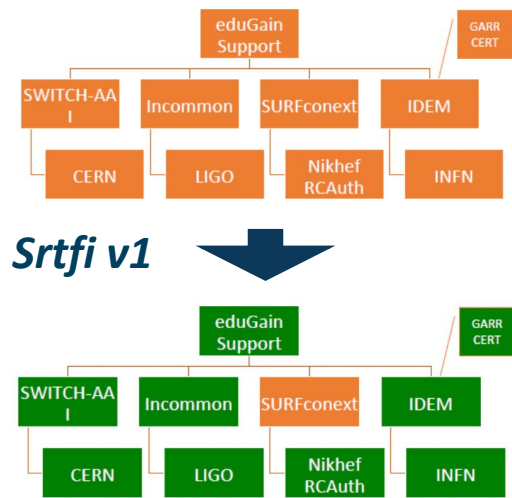 eduGain
Support
GARR
CERT
SWITCH-AA
I
Incommon
SURFconext
IDEM
CERN
LIGO
Nikhef
RCAuth
INFN
Srtfi v1
eduGain
Support
GARR
CERT
SWITCH-AA
I
Incommon
SURFconext
IDEM
CERN
LIGO
Nikhef
RCAuth
INFN